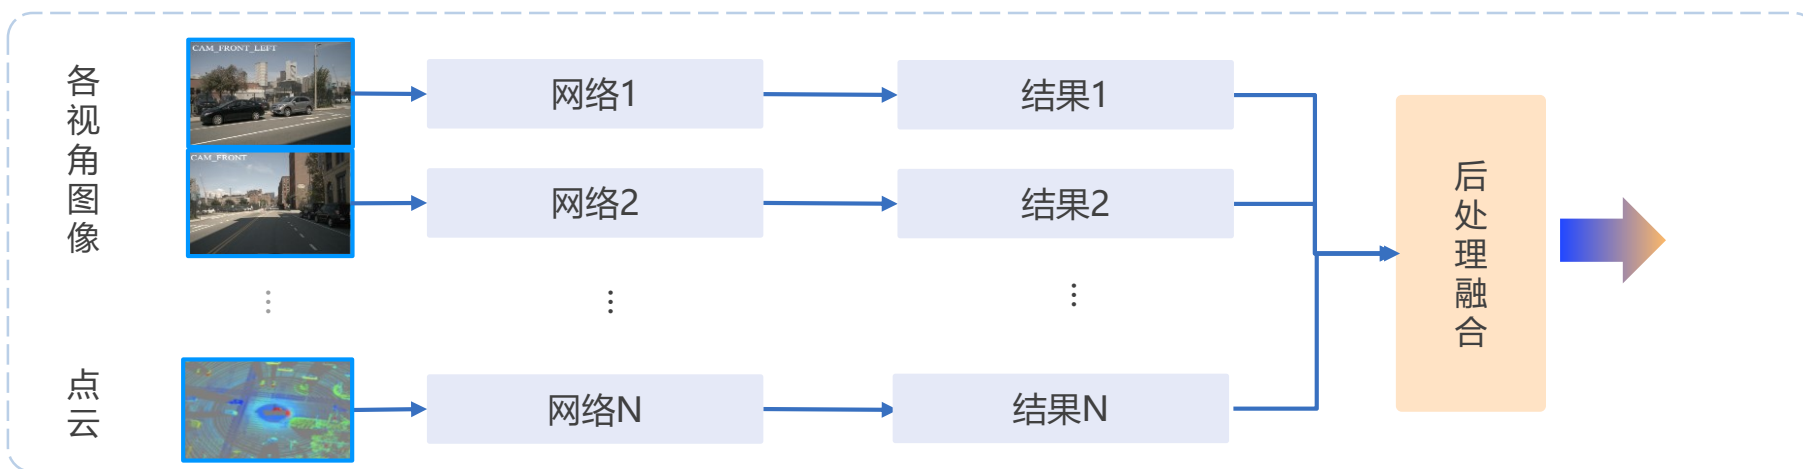 各视角图像
CAM_FRONT_LEFT
网络1
结果1
CAM_FRONT
网络2
结果2
后处理融合
点云
网络N
结果N